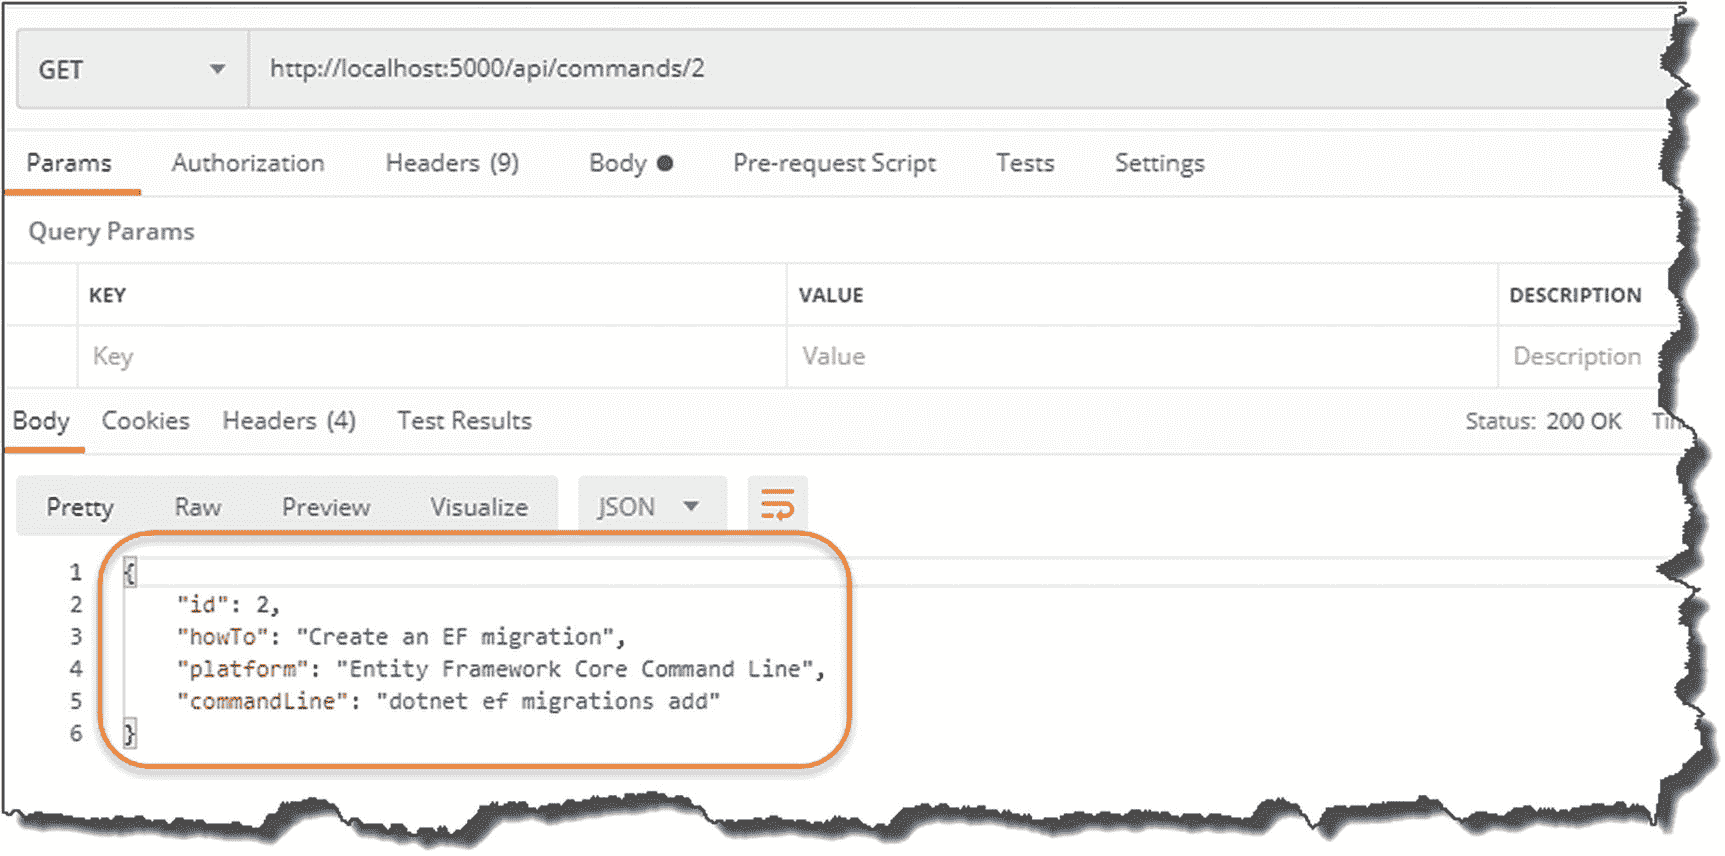 GET http://localhost:5000/api/commands/2
Params Authorization Headers (9) Body Pre-request Script Tests Settings
Query Params
KEY VALUE DESCRIPTION
Key Value Description
Body Cookies Headers (4) Test Results Status: 200 OK
Pretty Raw Preview Visualize JSON
1 {
2 "id": 2,
3 "howTo": "Create an EF migration",
4 "platform": "Entity Framework Core Command Line",
5 "commandLine": "dotnet ef migrations add"
6 }